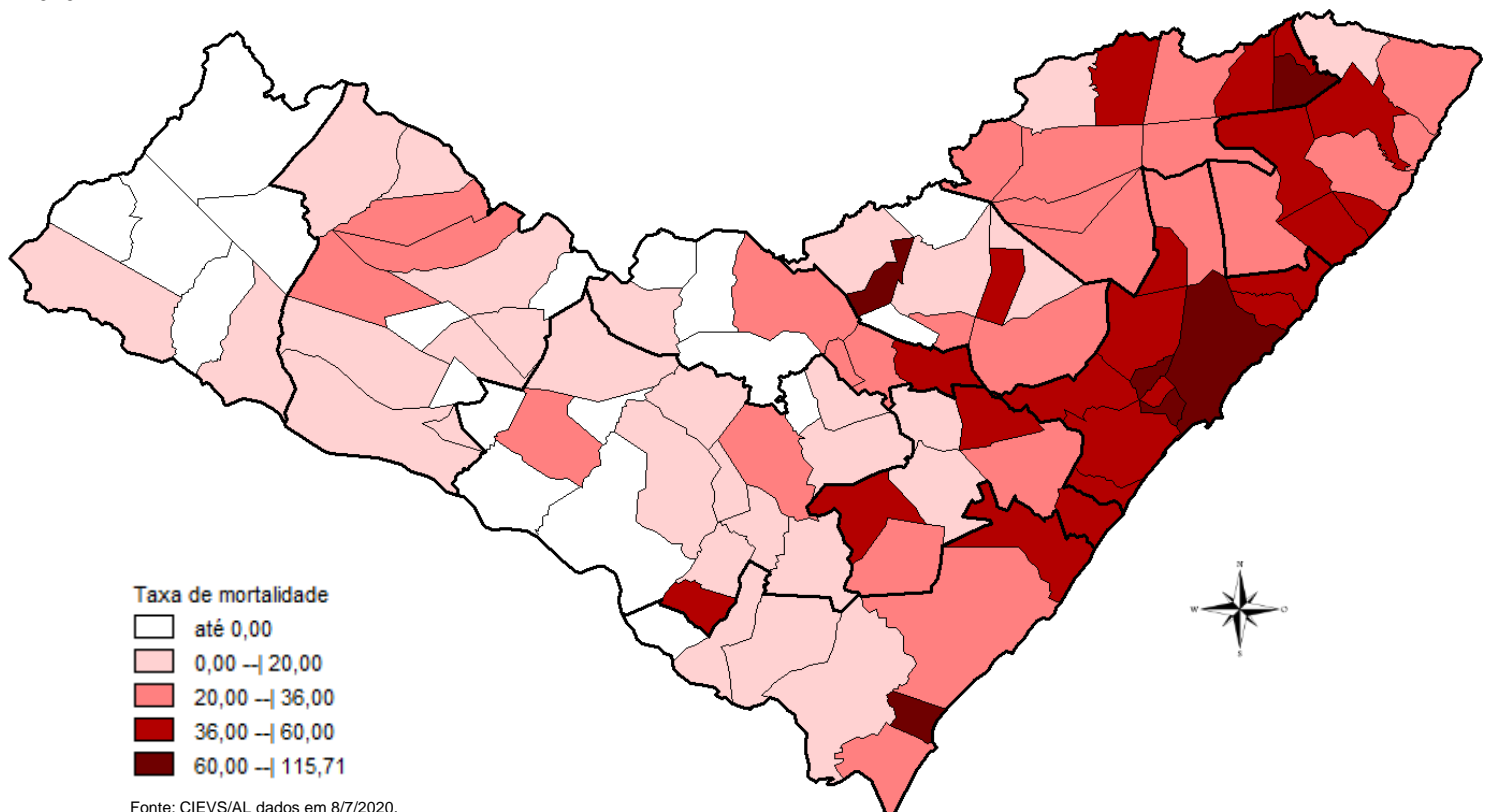 Taxa de mortalidade
até 0,00
0,00 --| 20,00
20,00 --| 36,00
36,00 --| 60,00
60,00 --| 115,71
Fonte: CIEVS/AL dados em 8/7/2020.
N
W O
S